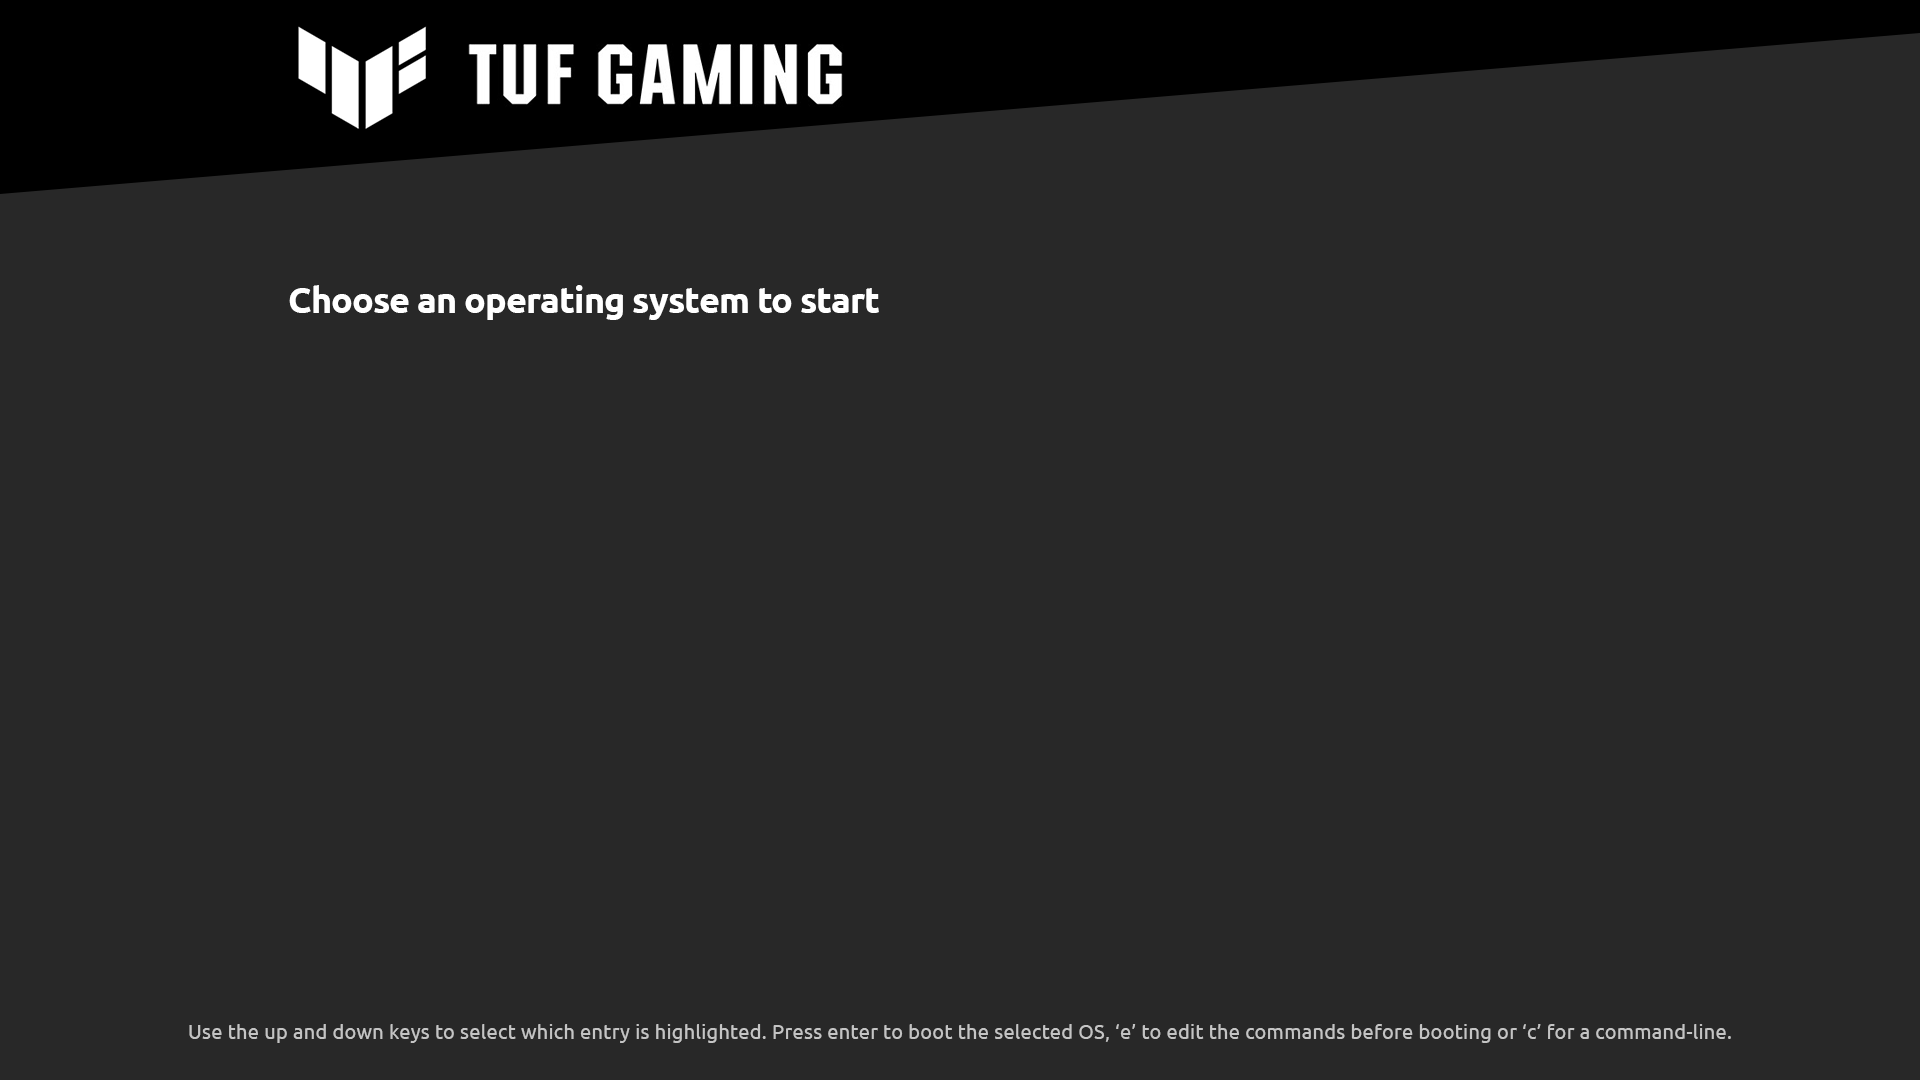 TUF GAMING
Choose an operating system to start
Use the up and down keys to select which entry is highlighted. Press enter to boot the selected OS, ‘e’ to edit the commands before booting or ‘c’ for a command-line.